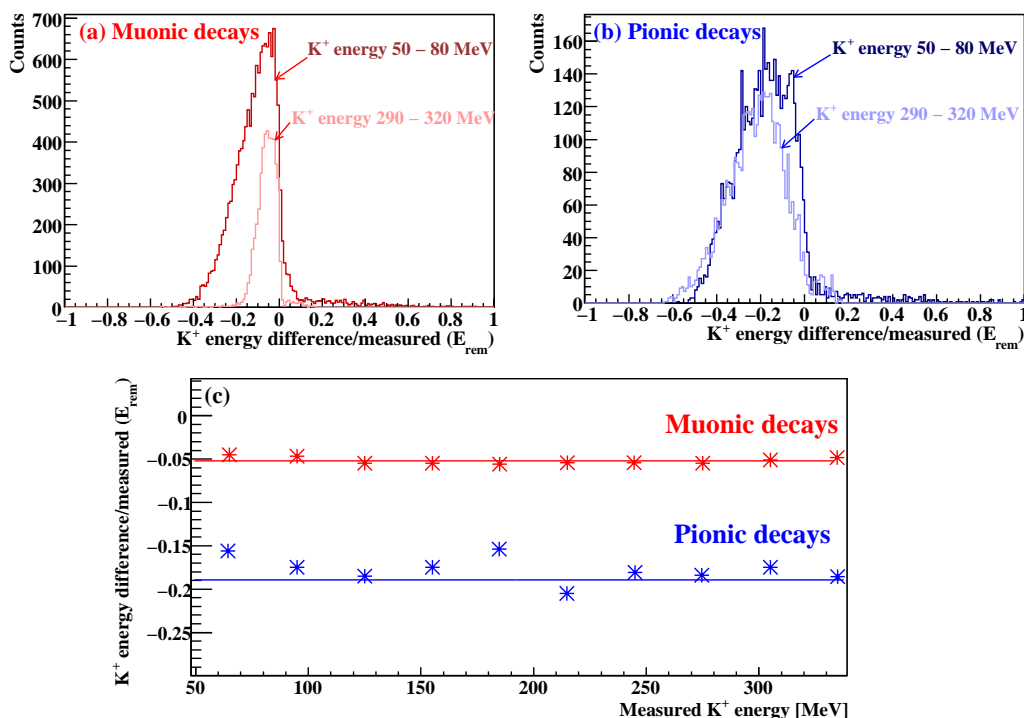 (a) Muonic decays
Counts
700
600
500
400
300
200
100
0
K+ energy 50 – 80 MeV
K+ energy 290 – 320 MeV
−1 −0.8 −0.6 −0.4 −0.2 0 0.2 0.4 0.6 0.8 1
K+ energy difference/measured (E_rem)
(b) Pionic decays
Counts
160
140
120
100
80
60
40
20
0
K+ energy 50 – 80 MeV
K+ energy 290 – 320 MeV
−1 −0.8 −0.6 −0.4 −0.2 0 0.2 0.4 0.6 0.8 1
K+ energy difference/measured (E_rem)
(c)
K+ energy difference/measured (E_rem)
0
−0.05
−0.1
−0.15
−0.2
−0.25
Muonic decays
Pionic decays
50 100 150 200 250 300
Measured K+ energy [MeV]